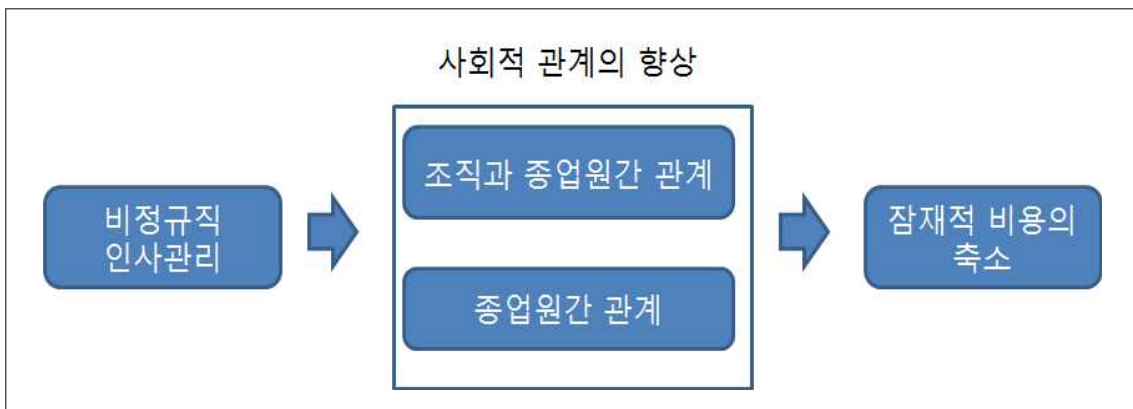 사회적 관계의 향상
비정규직
인사관리
조직과 종업원간 관계
종업원간 관계
잠재적 비용의
축소